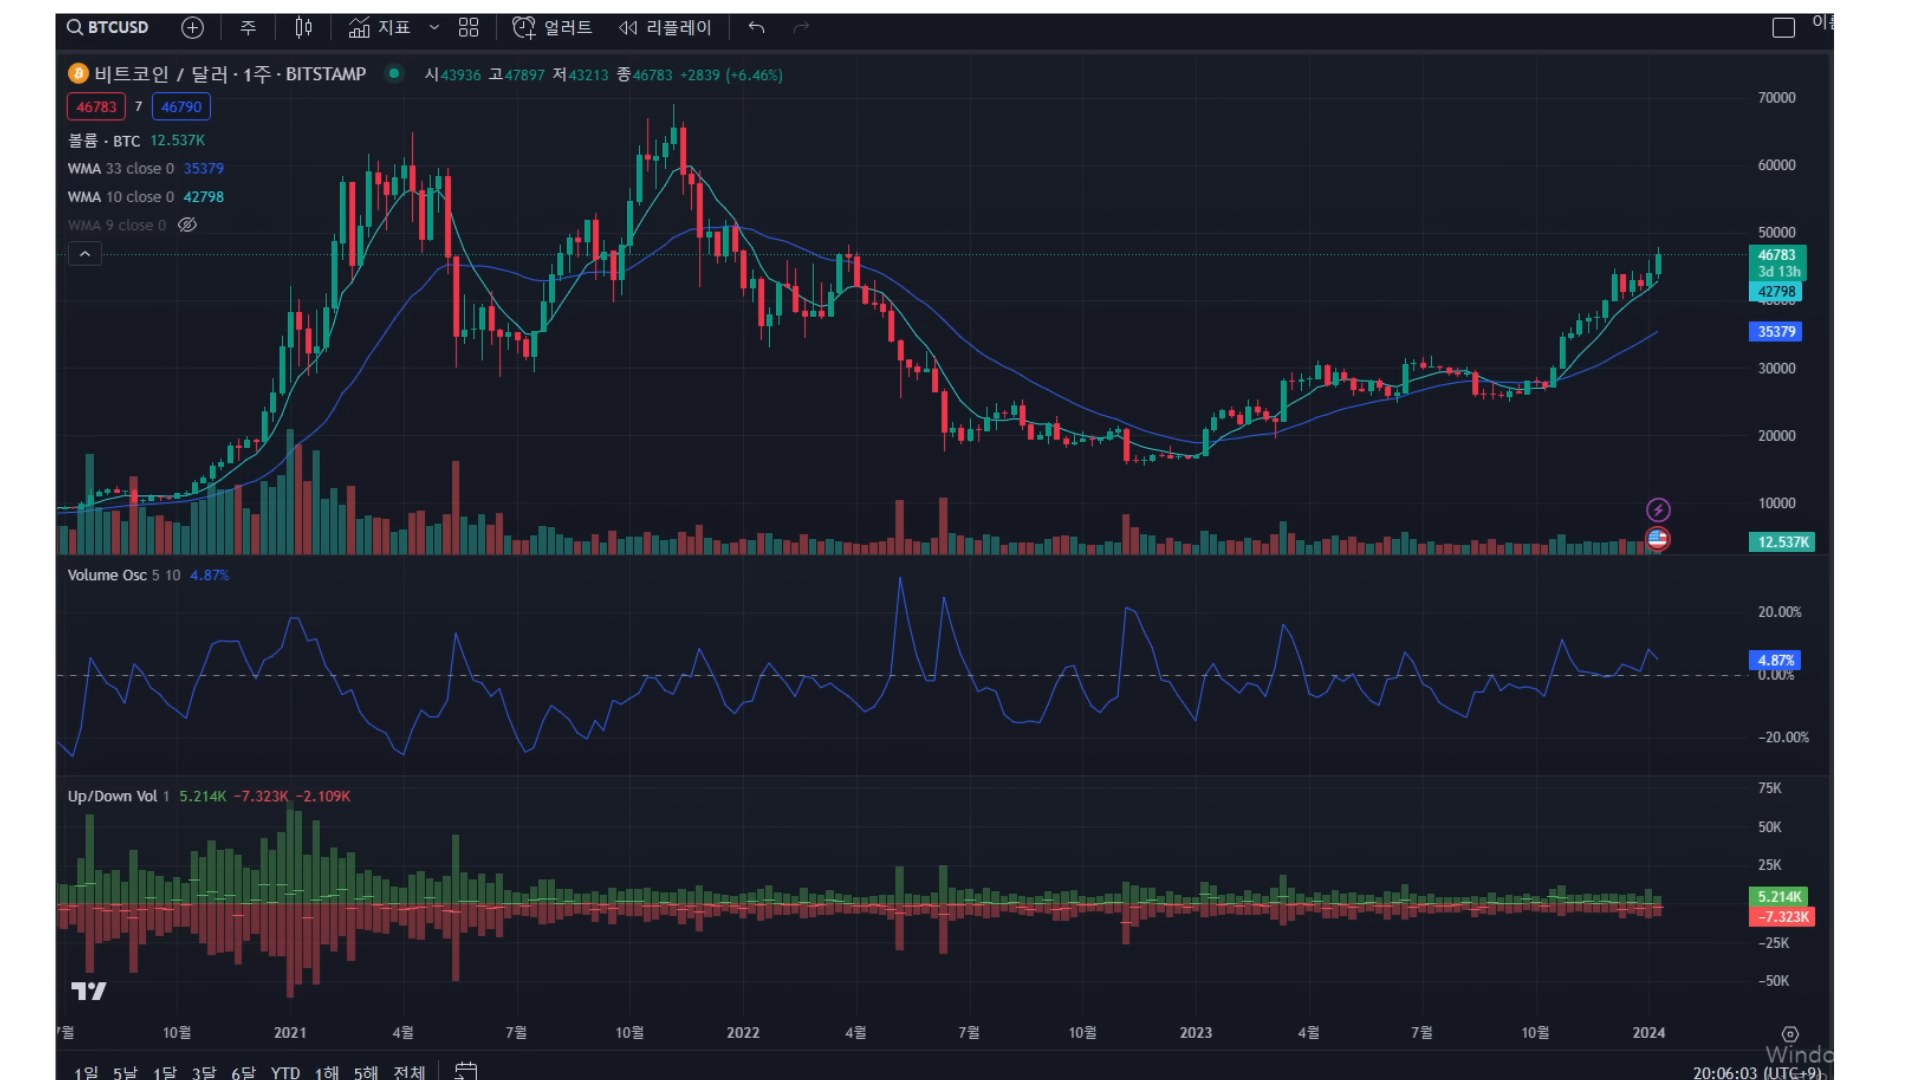 BTCUSD 주 지표 얼러트 리플레이
비트코인 / 달러 · 1주 · BITSTAMP 시43936 고47897 저43213 종46783 +2839 (+6.46%)
46783 7 46790
볼륨 · BTC 12.537K
WMA 33 close 0 35379
WMA 10 close 0 42798
WMA 9 close 0
70000
60000
50000
46783
3d 13h
42798
40000
35379
30000
20000
10000
12.537K
Volume Osc 5 10 4.87%
20.00%
4.87%
0.00%
-20.00%
Up/Down Vol 1 5.214K -7.323K -2.109K
75K
50K
25K
5.214K
-7.323K
-25K
-50K
7월 10월 2021 4월 7월 10월 2022 4월 7월 10월 2023 4월 7월 10월 2024
1일 5날 1달 3달 6달 YTD 1해 5해 전체
20:06:03 (UTC+9)